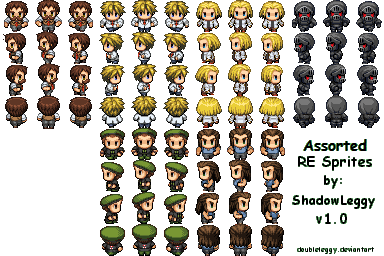 Assorted
RE Sprites
by:
ShadowLeggy
v1.0
doubleleggy.deviantart